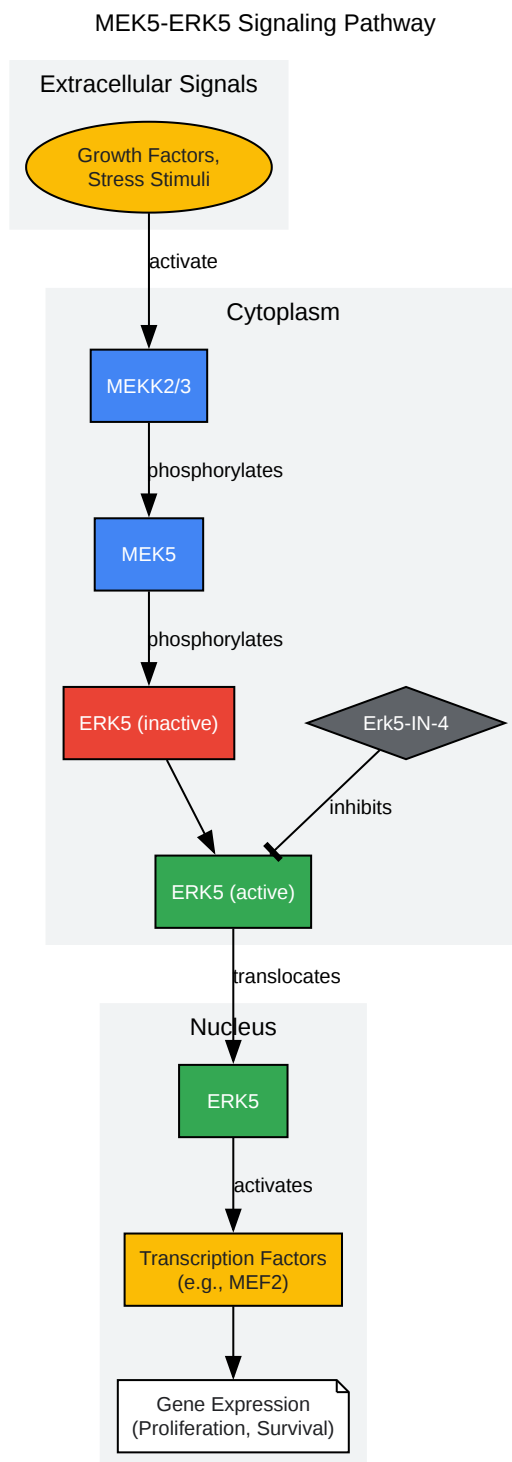 MEK5-ERK5 Signaling Pathway
Extracellular Signals
Growth Factors,
Stress Stimuli
activate
Cytoplasm
MEKK2/3
phosphorylates
MEK5
phosphorylates
ERK5 (inactive)
Erk5-IN-4
inhibits
ERK5 (active)
translocates
Nucleus
ERK5
activates
Transcription Factors
(e.g., MEF2)
Gene Expression
(Proliferation, Survival)